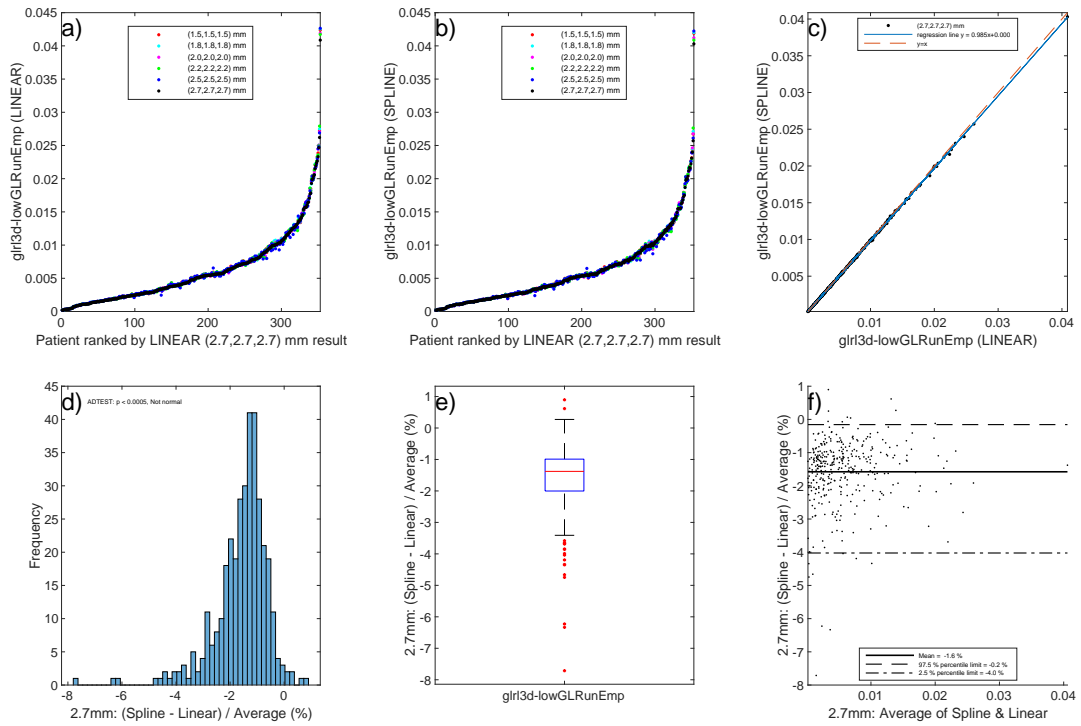 a)
0.045
0.04
0.035
0.03
0.025
0.02
0.015
0.01
0.005
0
100
200
300
glrl3d-lowGLRunEmp (LINEAR)
Patient ranked by LINEAR (2.7,2.7,2.7) mm result
(1.5,1.5,1.5) mm
(1.8,1.8,1.8) mm
(2.0,2.0,2.0) mm
(2.2,2.2,2.2) mm
(2.5,2.5,2.5) mm
(2.7,2.7,2.7) mm
b)
0.045
0.04
0.035
0.03
0.025
0.02
0.015
0.01
0.005
0
100
200
300
glrl3d-lowGLRunEmp (SPLINE)
Patient ranked by LINEAR (2.7,2.7,2.7) mm result
(1.5,1.5,1.5) mm
(1.8,1.8,1.8) mm
(2.0,2.0,2.0) mm
(2.2,2.2,2.2) mm
(2.5,2.5,2.5) mm
(2.7,2.7,2.7) mm
c)
0.04
0.035
0.03
0.025
0.02
0.015
0.01
0.005
0.01
0.02
0.03
0.04
glrl3d-lowGLRunEmp (SPLINE)
glrl3d-lowGLRunEmp (LINEAR)
(2.7,2.7,2.7) mm
regression line y = 0.985x+0.000
y=x
d)
ADTEST: p < 0.0005, Not normal
45
40
35
30
25
20
15
10
5
0
-8
-6
-4
-2
0
Frequency
2.7mm: (Spline - Linear) / Average (%)
e)
1
0
-1
-2
-3
-4
-5
-6
-7
-8
2.7mm: (Spline - Linear) / Average (%)
glrl3d-lowGLRunEmp
f)
1
0
-1
-2
-3
-4
-5
-6
-7
-8
0.01
0.02
0.03
0.04
2.7mm: (Spline - Linear) / Average (%)
2.7mm: Average of Spline & Linear
Mean = -1.6 %
97.5 % percentile limit = -0.2 %
2.5 % percentile limit = -4.0 %